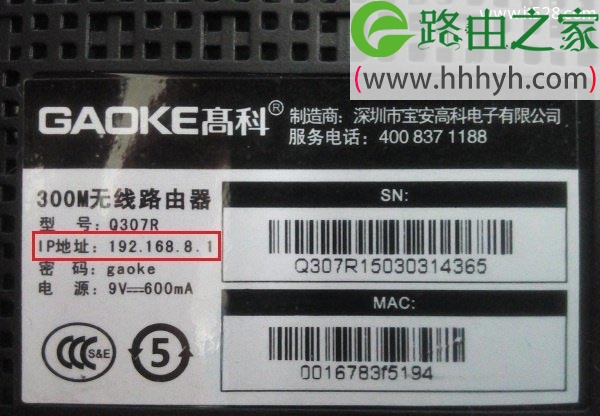 路由之家
(www.hhhyh.com)
GAOKE高科®
制造商：深圳市宝安高科电子有限公司
服务电话：400 837 1188
300M无线路由器
型 号：Q307R
IP地址：192.168.8.1
密 码：gaoke
电 源：9V⎓600mA
SN:
Q307R15030314365
MAC:
0016783f5194
CCC S&E
5